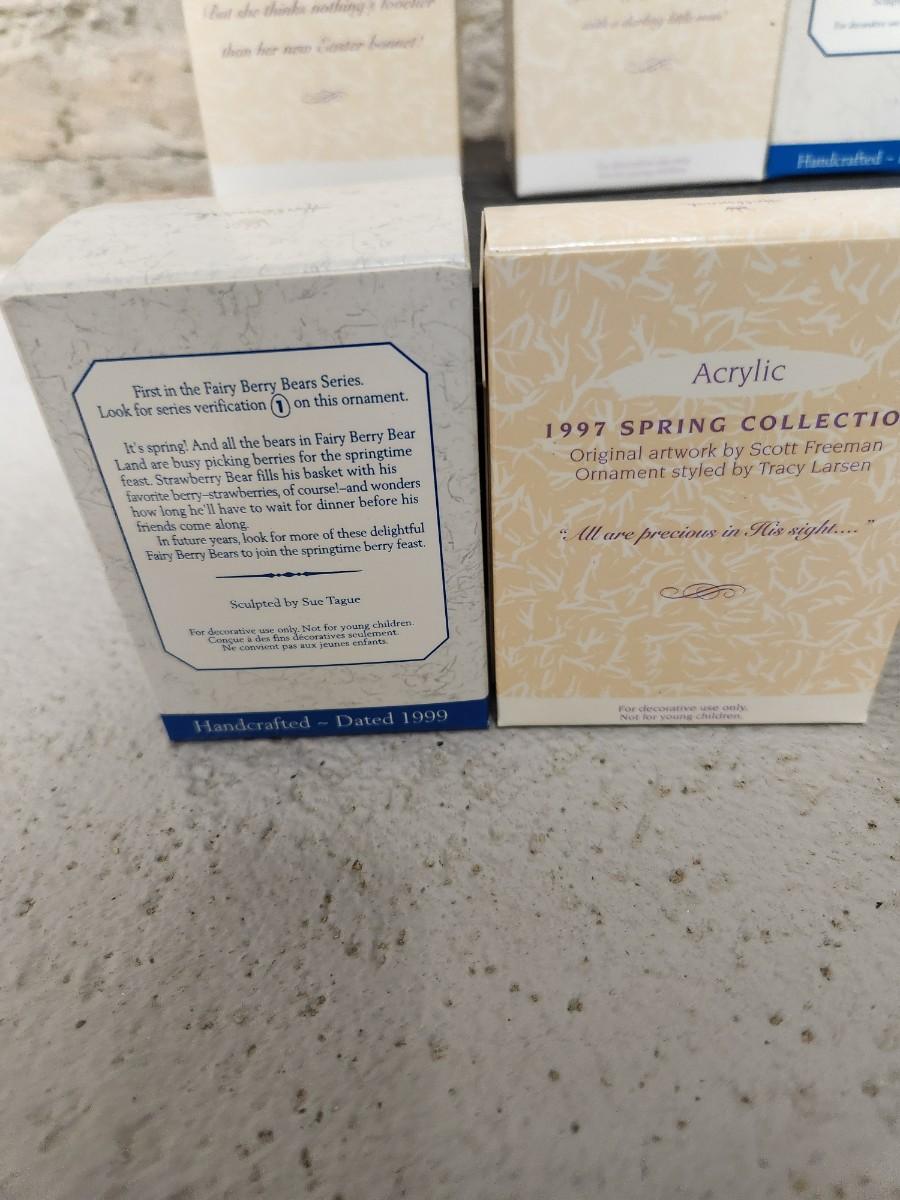 But she thinks nothing's lovelier
than her new Easter bonnet!
with a darling little
Handcrafted ~
First in the Fairy Berry Bears Series.
Look for series verification 1 on this ornament.
It's spring! And all the bears in Fairy Berry Bear
Land are busy picking berries for the springtime
feast. Strawberry Bear fills his basket with his
favorite berry–strawberries, of course!–and wonders
how long he'll have to wait for dinner before his
friends come along.
In future years, look for more of these delightful
Fairy Berry Bears to join the springtime berry feast.
Sculpted by Sue Tague
For decorative use only. Not for young children.
Conçue à des fins décoratives seulement.
Ne convient pas aux jeunes enfants.
Handcrafted ~ Dated 1999
Acrylic
1997 SPRING COLLECTIO
Original artwork by Scott Freeman
Ornament styled by Tracy Larsen
"All are precious in His sight...."
For decorative use only.
Not for young children.